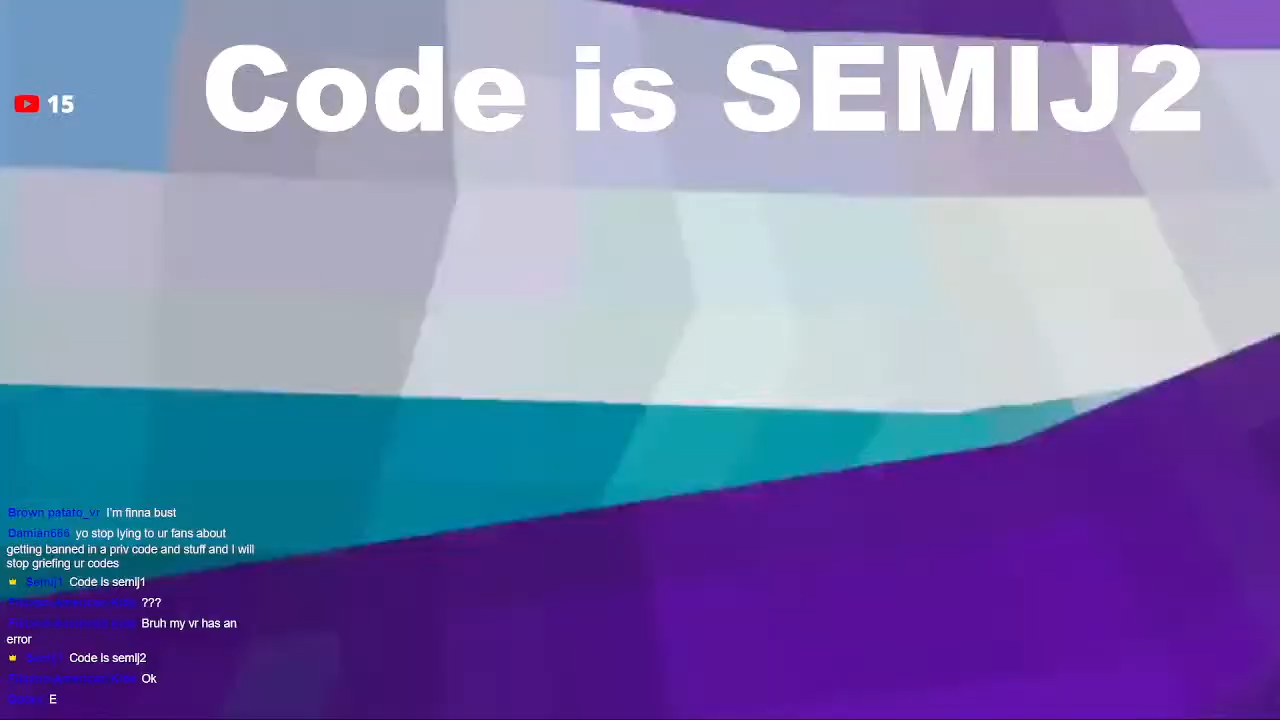 Code is SEMIJ2
15
Brown patato_vr I'm finna bust
Damian666 yo stop lying to ur fans about
getting banned in a priv code and stuff and I will
stop griefing ur codes
Semij1 Code is semij1
???
Bruh my vr has an
error
Code is semij2
Ok
E